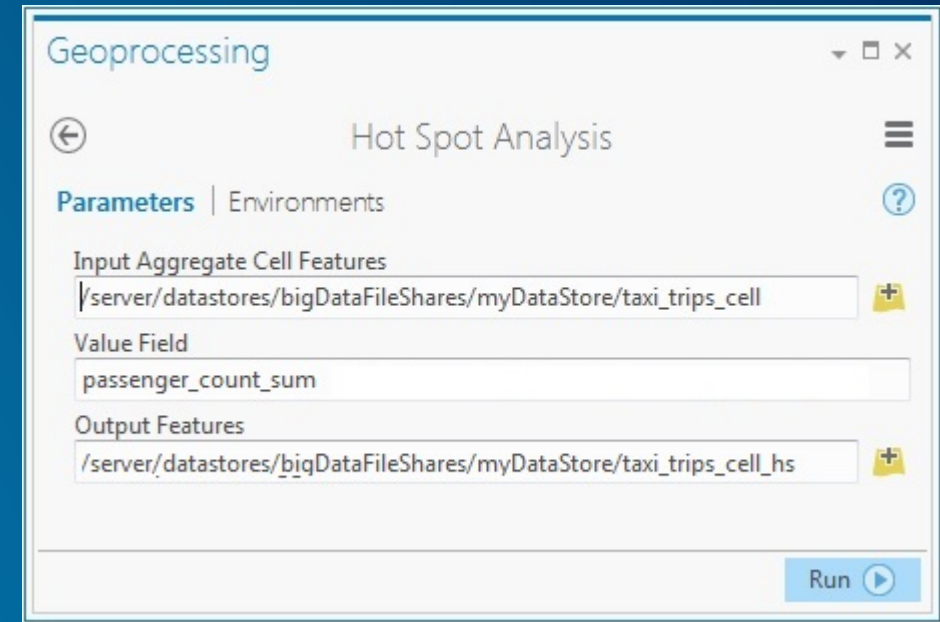 Geoprocessing
Hot Spot Analysis
Parameters | Environments
Input Aggregate Cell Features
/server/datastores/bigDataFileShares/myDataStore/taxi_trips_cell
Value Field
passenger_count_sum
Output Features
/server/datastores/bigDataFileShares/myDataStore/taxi_trips_cell_hs
Run